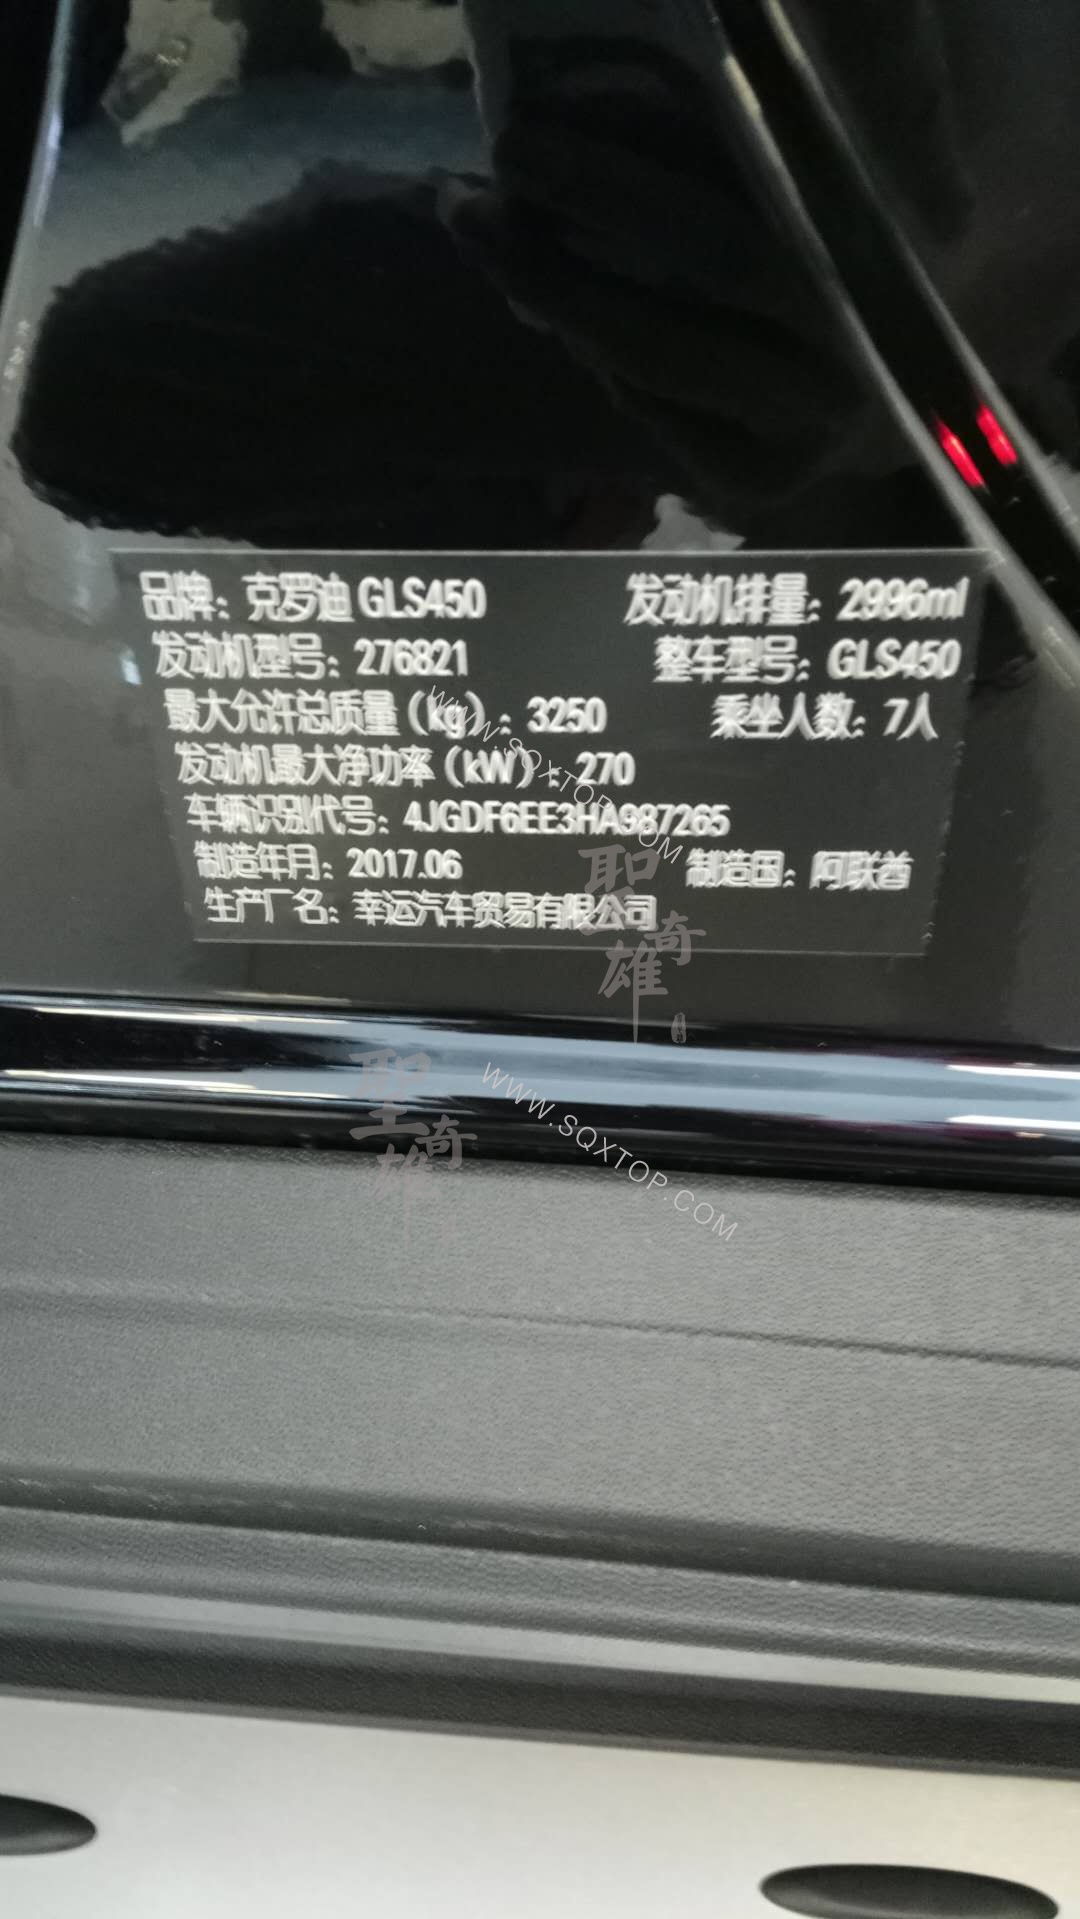 品牌：克罗迪 GLS450 发动机排量：2996ml
发动机型号：276821 整车型号：GLS450
最大允许总质量（kg）：3250 乘坐人数：7人
发动机最大净功率（kW）：270
车辆识别代号：4JGDF6EE3HA987265
制造年月：2017.06 制造国：阿联酋
生产厂名：幸运汽车贸易有限公司
WWW.SQXTOP.COM
聖奇雄
聖奇雄
WWW.SQXTOP.COM